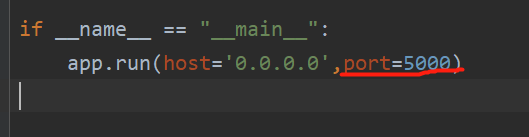 if __name__ == "__main__":
    app.run(host='0.0.0.0',port=5000)